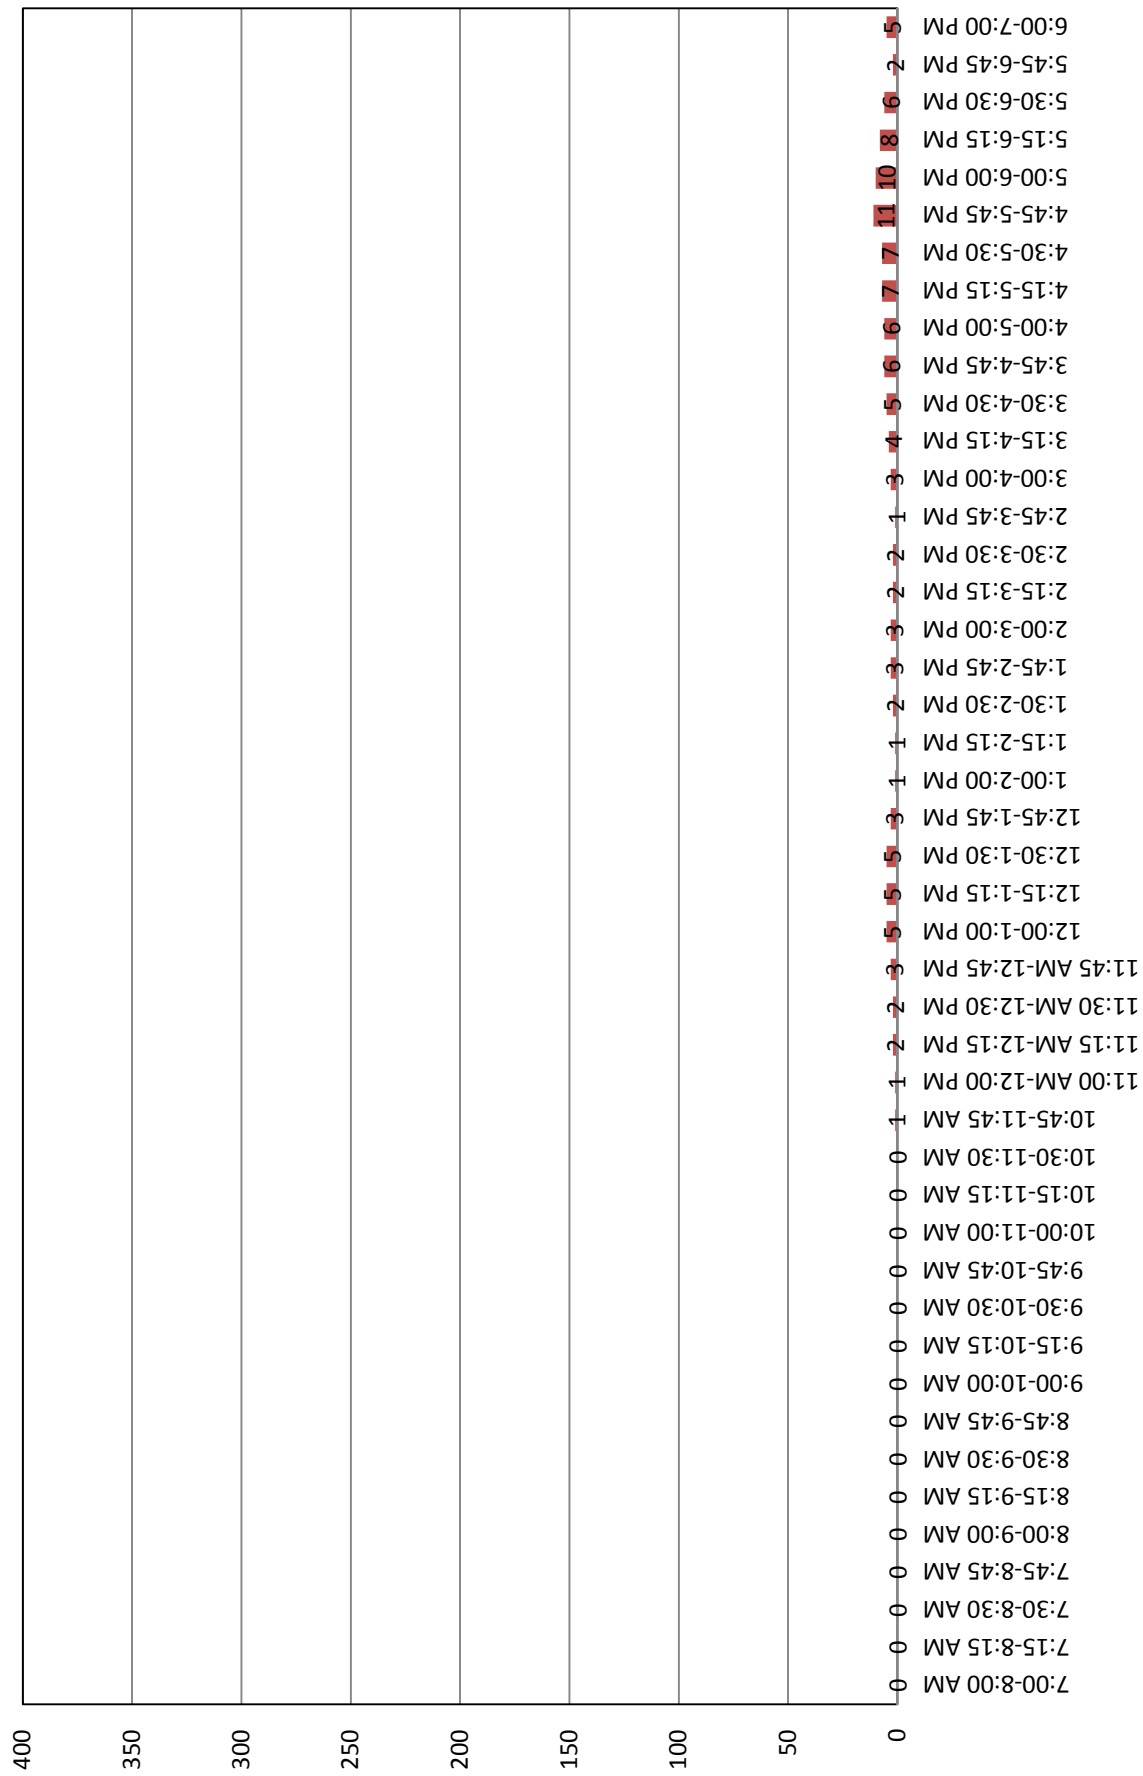 400
350
300
250
200
150
100
50
0
0 7:00-8:00 AM
0 7:15-8:15 AM
0 7:30-8:30 AM
0 7:45-8:45 AM
0 8:00-9:00 AM
0 8:15-9:15 AM
0 8:30-9:30 AM
0 8:45-9:45 AM
0 9:00-10:00 AM
0 9:15-10:15 AM
0 9:30-10:30 AM
0 9:45-10:45 AM
0 10:00-11:00 AM
0 10:15-11:15 AM
0 10:30-11:30 AM
1 10:45-11:45 AM
1 11:00 AM-12:00 PM
2 11:15 AM-12:15 PM
2 11:30 AM-12:30 PM
3 11:45 AM-12:45 PM
5 12:00-1:00 PM
5 12:15-1:15 PM
5 12:30-1:30 PM
3 12:45-1:45 PM
1 1:00-2:00 PM
1 1:15-2:15 PM
2 1:30-2:30 PM
3 1:45-2:45 PM
3 2:00-3:00 PM
2 2:15-3:15 PM
2 2:30-3:30 PM
1 2:45-3:45 PM
3 3:00-4:00 PM
4 3:15-4:15 PM
5 3:30-4:30 PM
6 3:45-4:45 PM
6 4:00-5:00 PM
7 4:15-5:15 PM
7 4:30-5:30 PM
11 4:45-5:45 PM
10 5:00-6:00 PM
8 5:15-6:15 PM
6 5:30-6:30 PM
2 5:45-6:45 PM
5 6:00-7:00 PM